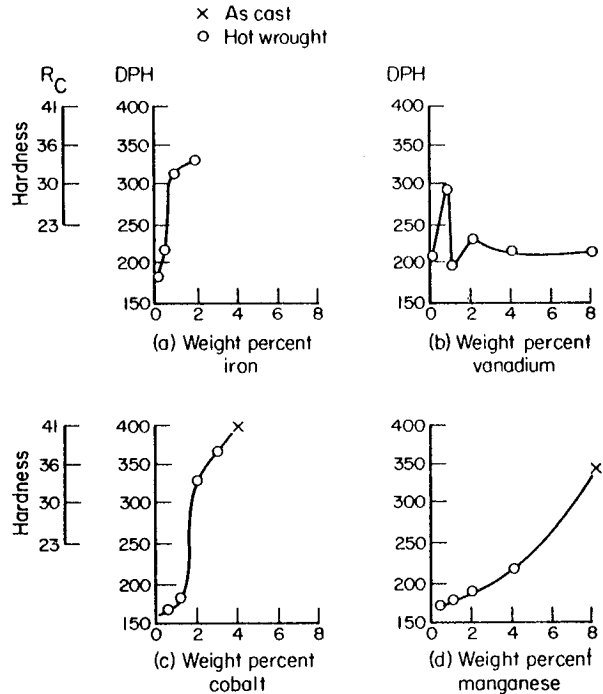 × As cast
○ Hot wrought
RC DPH
Hardness
41
36
30
23
400
350
300
250
200
150
0 2 4 6 8
(a) Weight percent
iron
DPH
400
350
300
250
200
150
0 2 4 6 8
(b) Weight percent
vanadium
Hardness
41
36
30
23
400
350
300
250
200
150
0 2 4 6 8
(c) Weight percent
cobalt
400
350
300
250
200
150
0 2 4 6 8
(d) Weight percent
manganese